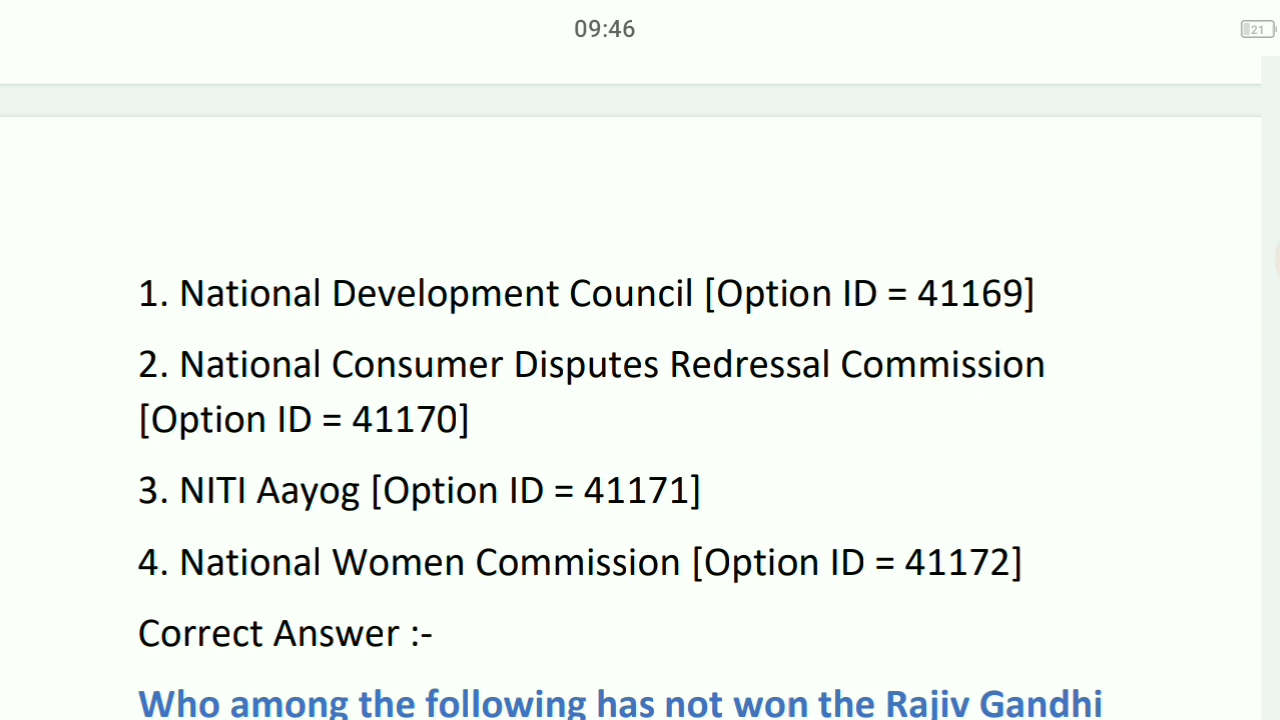 09:46
21
1. National Development Council [Option ID = 41169]
2. National Consumer Disputes Redressal Commission
[Option ID = 41170]
3. NITI Aayog [Option ID = 41171]
4. National Women Commission [Option ID = 41172]
Correct Answer :-
Who among the following has not won the Rajiv Gandhi